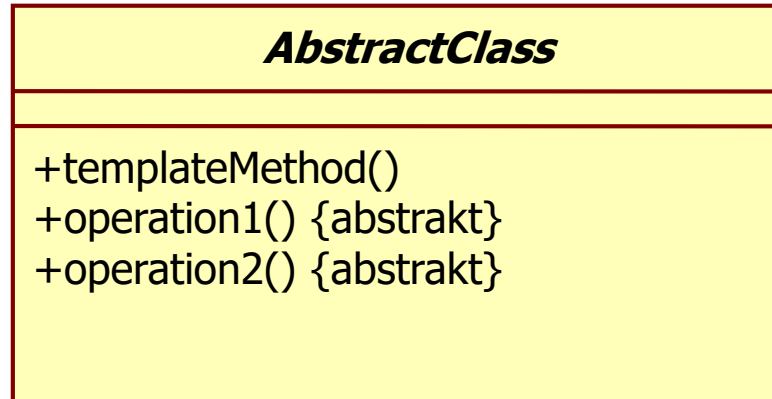 AbstractClass
+templateMethod()
+operation1() {abstrakt}
+operation2() {abstrakt}